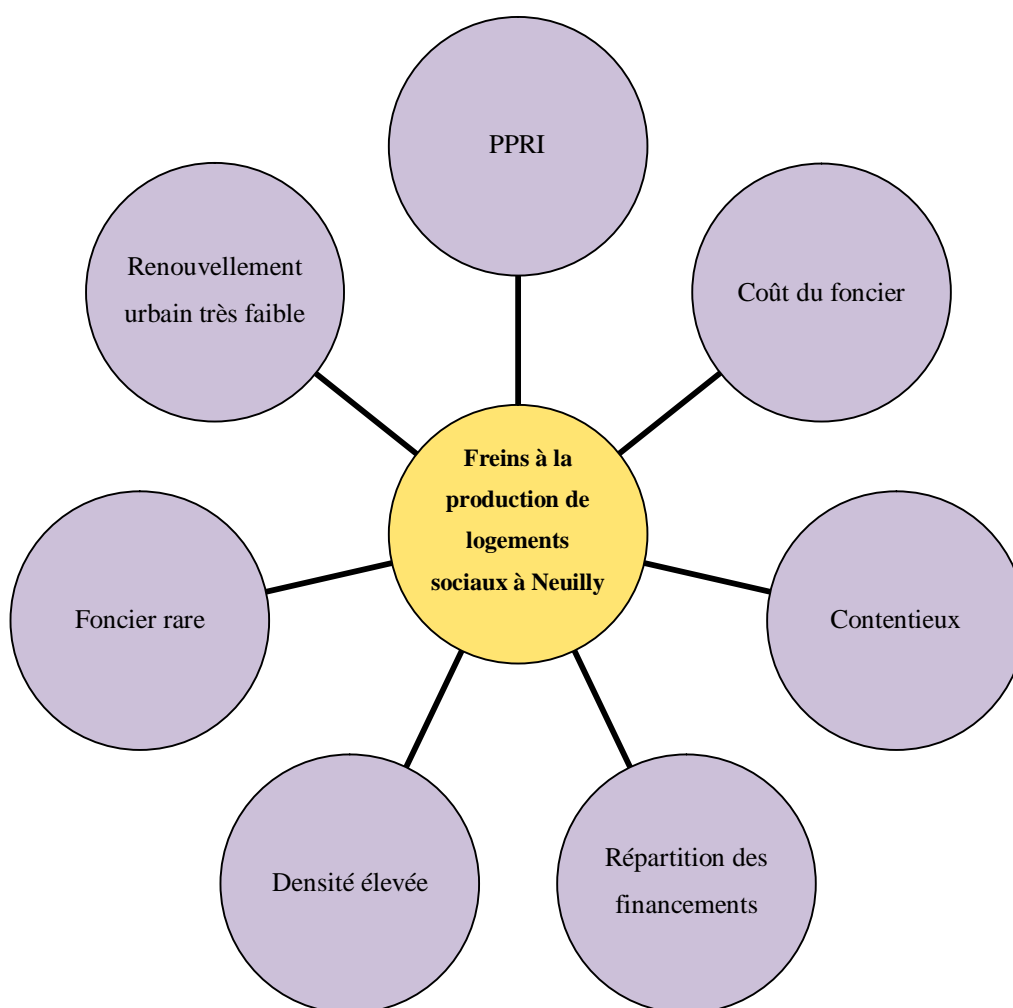 PPRI
Renouvellement
urbain très faible
Coût du foncier
Freins à la
production de
logements
sociaux à Neuilly
Foncier rare
Contentieux
Densité élevée
Répartition des
financements